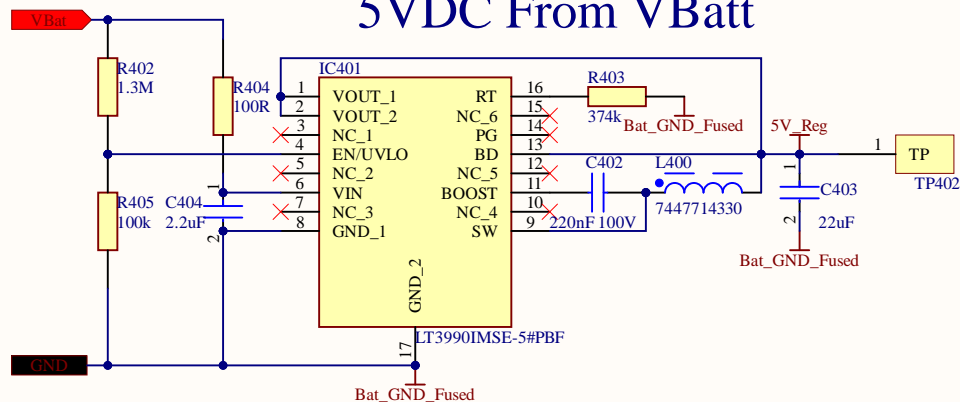 5VDC From VBatt
VBat
R402
1.3M
R404
100R
R405
100k
C404
2.2uF
1
2
IC401
1 VOUT_1
2 VOUT_2
3 NC_1
4 EN/UVLO
5 NC_2
6 VIN
7 NC_3
8 GND_1
RT 16
NC_6 15
PG 14
BD 13
NC_5 12
BOOST 11
NC_4 10
SW 9
GND_2
17
LT3990IMSE-5#PBF
R403
374k
Bat_GND_Fused
C402
220nF 100V
L400
7447714330
5V_Reg
1
2
C403
22uF
Bat_GND_Fused
1 TP
TP402
GND
Bat_GND_Fused